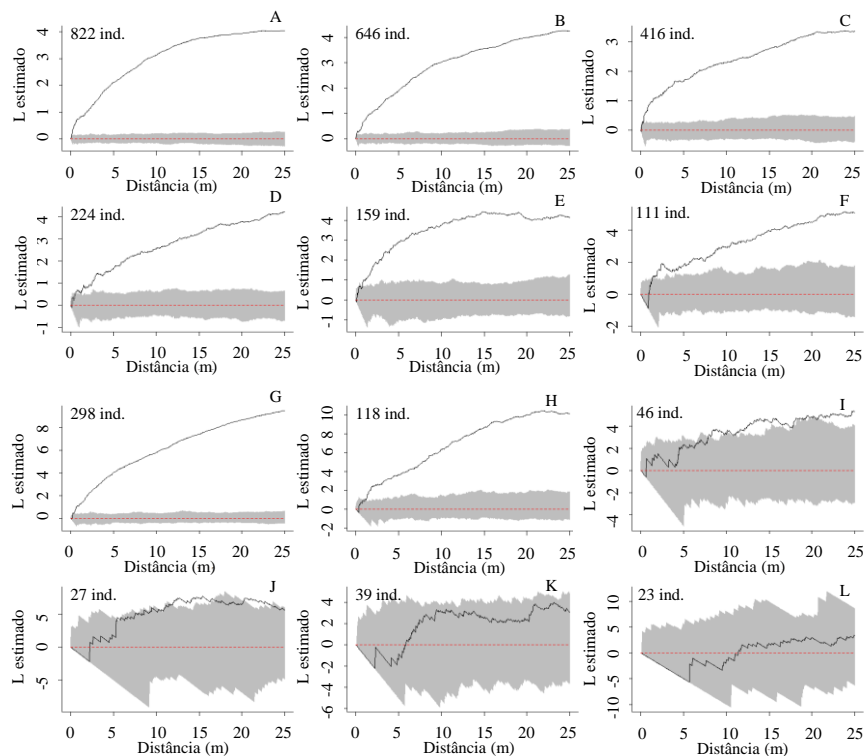 A
822 ind.
L estimado
0 1 2 3 4
0 5 10 15 20 25
Distância (m)
B
646 ind.
L estimado
0 1 2 3 4
0 5 10 15 20 25
Distância (m)
C
416 ind.
L estimado
0 1 2 3
0 5 10 15 20 25
Distância (m)
D
224 ind.
L estimado
-1 0 1 2 3 4
0 5 10 15 20 25
Distância (m)
E
159 ind.
L estimado
-1 0 1 2 3 4
0 5 10 15 20 25
Distância (m)
F
111 ind.
L estimado
-2 0 2 4
0 5 10 15 20 25
Distância (m)
G
298 ind.
L estimado
0 2 4 6 8
0 5 10 15 20 25
Distância (m)
H
118 ind.
L estimado
-2 0 2 4 6 8 10
0 5 10 15 20 25
Distância (m)
I
46 ind.
L estimado
-4 -2 0 2 4
0 5 10 15 20 25
Distância (m)
J
27 ind.
L estimado
-5 0 5
0 5 10 15 20 25
Distância (m)
K
39 ind.
L estimado
-6 -4 -2 0 2 4
0 5 10 15 20 25
Distância (m)
L
23 ind.
L estimado
-10 -5 0 5 10
0 5 10 15 20 25
Distância (m)